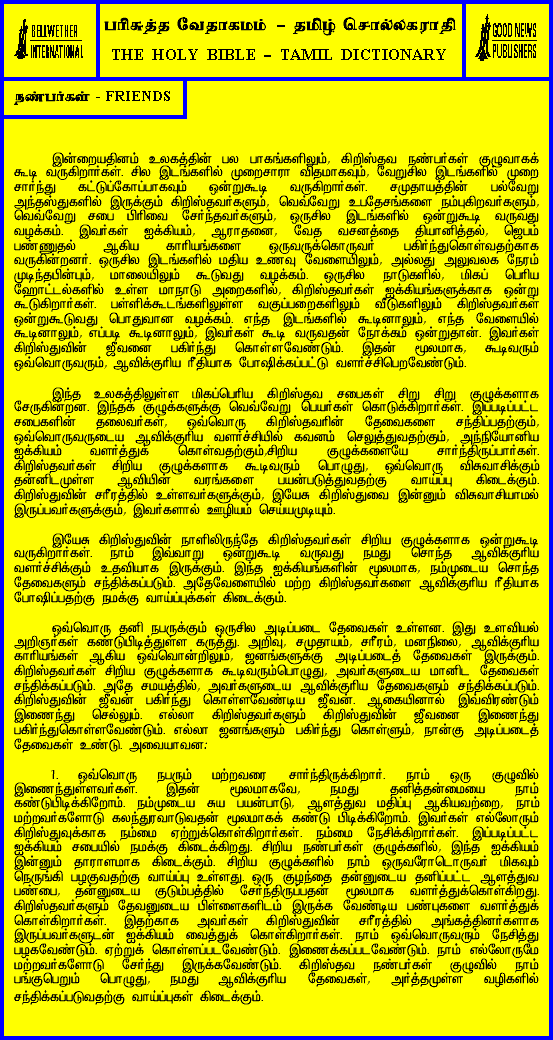 BELLWETHER
INTERNATIONAL
பரிசுத்த வேதாகமம் – தமிழ் சொல்லகராதி
THE HOLY BIBLE – TAMIL DICTIONARY
GOOD NEWS
PUBLISHERS
நண்பர்கள் - FRIENDS
இன்றையதினம் உலகத்தின் பல பாகங்களிலும், கிறிஸ்தவ நண்பர்கள் குழுவாகக்
கூடி வருகிறார்கள். சில இடங்களில் முறைசாரா விதமாகவும், வேறுசில இடங்களில் முறை
சார்ந்து கட்டுப்கோப்பாகவும் ஒன்றுகூடி வருகிறார்கள். சமுதாயத்தின் பல்வேறு
அந்தஸ்துகளில் இருக்கும் கிறிஸ்தவர்களும், வெவ்வேறு உபதேசங்களை நம்புகிறவர்களும்,
வெவ்வேறு சபை பிரிவை சேர்ந்தவர்களும், ஒருசில இடங்களில் ஒன்றுகூடி வருவது
வழக்கம். இவர்கள் ஐக்கியம், ஆராதனை, வேத வசனத்தை தியானித்தல், ஜெபம்
பண்ணுதல் ஆகிய காரியங்களை ஒருவருக்கொருவர் பகிர்ந்துகொள்வதற்காக
வருகின்றனர். ஒருசில இடங்களில் மதிய உணவு வேளையிலும், அல்லது அலுவலக நேரம்
முடிந்தபின்பும், மாலையிலும் கூடுவது வழக்கம். ஒருசில நாடுகளில், மிகப் பெரிய
ஹோட்டல்களில் உள்ள மாநாடு அறைகளில், கிறிஸ்தவர்கள் ஐக்கியங்களுக்காக ஒன்று
கூடுகிறார்கள். பள்ளிக்கூடங்களிலுள்ள வகுப்பறைகளிலும் வீடுகளிலும் கிறிஸ்தவர்கள்
ஒன்றுகூடுவது பொதுவான வழக்கம். எந்த இடங்களில் கூடினாலும், எந்த வேளையில்
கூடினாலும், எப்படி கூடினாலும், இவர்கள் கூடி வருவதன் நோக்கம் ஒன்றுதான். இவர்கள்
கிறிஸ்துவின் ஜீவனை பகிர்ந்து கொள்ளவேண்டும். இதன் மூலமாக, கூடிவரும்
ஒவ்வொருவரும், ஆவிக்குரிய ரீதியாக போஷிக்கப்பட்டு வளர்ச்சிபெறவேண்டும்.
இந்த உலகத்திலுள்ள மிகப்பெரிய கிறிஸ்தவ சபைகள் சிறு சிறு குழுக்களாக
சேருகின்றன. இந்தக் குழுக்களுக்கு வெவ்வேறு பெயர்கள் கொடுக்கிறார்கள். இப்படிப்பட்ட
சபைகளின் தலைவர்கள், ஒவ்வொரு கிறிஸ்தவரின் தேவைகளை சந்திப்பதற்கும்,
ஒவ்வொருவருடைய ஆவிக்குரிய வளர்ச்சியில் கவனம் செலுத்துவதற்கும், அந்நியோனிய
ஐக்கியம் வளர்த்துக் கொள்வதற்கும்,சிறிய குழுக்களையே சார்ந்திருப்பார்கள்.
கிறிஸ்தவர்கள் சிறிய குழுக்களாக கூடிவரும் பொழுது, ஒவ்வொரு விசுவாசிக்கும்
தன்னிடமுள்ள ஆவியின் வரங்களை பயன்படுத்துவதற்கு வாய்ப்பு கிடைக்கும்.
கிறிஸ்துவின் சரீரத்தில் உள்ளவர்களுக்கும், இயேசு கிறிஸ்துவை இன்னும் விசுவாசியாமல்
இருப்பவர்களுக்கும், இவர்களால் ஊழியம் செய்யமுடியும்.
இயேசு கிறிஸ்துவின் நாளிலிருந்தே கிறிஸ்தவர்கள் சிறிய குழுக்களாக ஒன்றுகூடி
வருகிறார்கள். நாம் இவ்வாறு ஒன்றுகூடி வருவது நமது சொந்த ஆவிக்குரிய
வளர்ச்சிக்கும் உதவியாக இருக்கும். இந்த ஐக்கியங்களின் மூலமாக, நம்முடைய சொந்த
தேவைகளும் சந்திக்கப்படும். அதேவேளையில் மற்ற கிறிஸ்தவர்களை ஆவிக்குரிய ரீதியாக
போஷிப்பதற்கு நமக்கு வாய்ப்புக்கள் கிடைக்கும்.
ஒவ்வொரு தனி நபருக்கும் ஒருசில அடிப்படை தேவைகள் உள்ளன. இது உளவியல்
அறிஞர்கள் கண்டுபிடித்துள்ள கருத்து. அறிவு, சமுதாயம், சரீரம், மனநிலை, ஆவிக்குரிய
காரியங்கள் ஆகிய ஒவ்வொன்றிலும், ஜனங்களுக்கு அடிப்படைத் தேவைகள் இருக்கும்.
கிறிஸ்தவர்கள் சிறிய குழுக்களாக கூடிவரும்பொழுது, அவர்களுடைய மானிட தேவைகள்
சந்திக்கப்படும். அதே சமயத்தில், அவர்களுடைய ஆவிக்குரிய தேவைகளும் சந்திக்கப்படும்.
கிறிஸ்துவின் ஜீவன் பகிர்ந்து கொள்ளவேண்டிய ஜீவன். ஆகையினால் இவ்விரண்டும்
இணைந்து செல்லும். எல்லா கிறிஸ்தவர்களும் கிறிஸ்துவின் ஜீவனை இணைந்து
பகிர்ந்துகொள்ளவேண்டும். எல்லா ஜனங்களும் பகிர்ந்து கொள்ளும், நான்கு அடிப்படைத்
தேவைகள் உண்டு. அவையாவன:
1. ஒவ்வொரு நபரும் மற்றவரை சார்ந்திருக்கிறார். நாம் ஒரு குழுவில்
இணைந்துள்ளவர்கள். இதன் மூலமாகவே, நமது தனித்தன்மையை நாம்
கண்டுபிடிக்கிறோம். நம்முடைய சுய பயன்பாடு, ஆளத்துவ மதிப்பு ஆகியவற்றை, நாம்
மற்றவர்களோடு கலந்துரவாடுவதன் மூலமாகக் கண்டு பிடிக்கிறோம். இவர்கள் எல்லோரும்
கிறிஸ்துவுக்காக நம்மை ஏற்றுக்கொள்கிறார்கள். நம்மை நேசிக்கிறார்கள். இப்படிப்பட்ட
ஐக்கியம் சபையில் நமக்கு கிடைக்கிறது. சிறிய நண்பர்கள் குழுக்களில், இந்த ஐக்கியம்
இன்னும் தாராளமாக கிடைக்கும். சிறிய குழுக்களில் நாம் ஒருவரோடொருவர் மிகவும்
நெருங்கி பழகுவதற்கு வாய்ப்பு உள்ளது. ஒரு குழந்தை தன்னுடைய தனிப்பட்ட ஆளத்துவ
பண்பை, தன்னுடைய குடும்பத்தில் சேர்ந்திருப்பதன் மூலமாக வளர்த்துக்கொள்கிறது.
கிறிஸ்தவர்களும் தேவனுடைய பிள்ளைகளிடம் இருக்க வேண்டிய பண்புகளை வளர்த்துக்
கொள்கிறார்கள். இதற்காக அவர்கள் கிறிஸ்துவின் சரீரத்தில் அங்கத்தினர்களாக
இருப்பவர்களுடன் ஐக்கியம் வைத்துக் கொள்கிறார்கள். நாம் ஒவ்வொருவரும் நேசித்து
பழகவேண்டும். ஏற்றுக் கொள்ளப்படவேண்டும். இணைக்கப்படவேண்டும். நாம் எல்லோருமே
மற்றவர்களோடு சேர்ந்து இருக்கவேண்டும். கிறிஸ்தவ நண்பர்கள் குழுவில் நாம்
பங்குபெறும் பொழுது, நமது ஆவிக்குரிய தேவைகள், அர்த்தமுள்ள வழிகளில்
சந்திக்கப்படுவதற்கு வாய்ப்புகள் கிடைக்கும்.